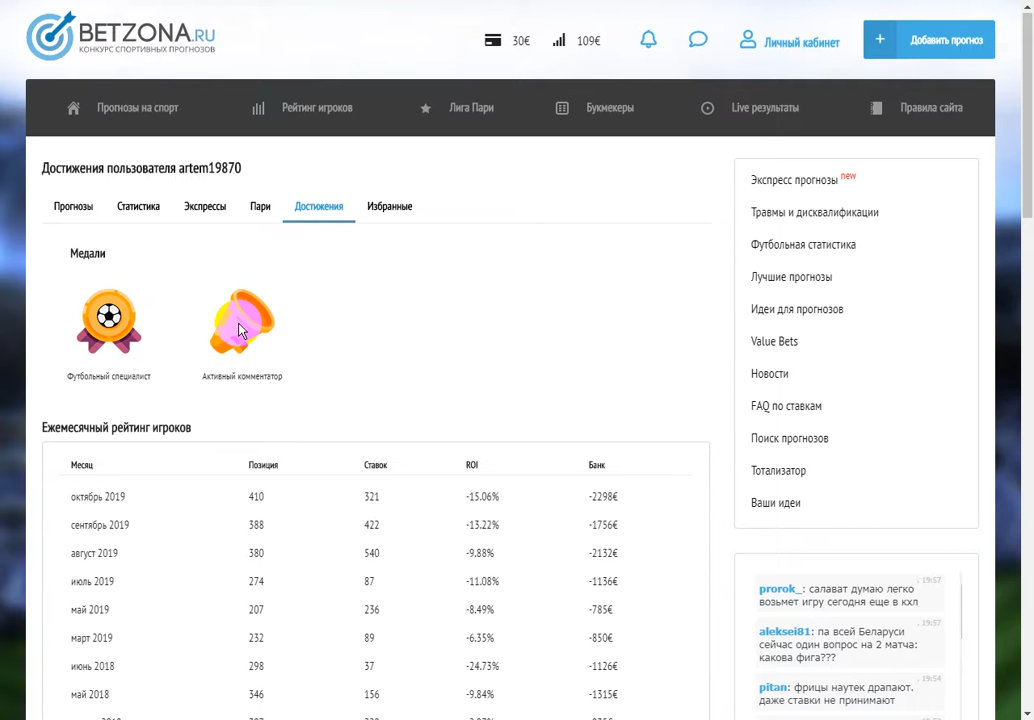 BETZONA.RU
КОНКУРС СПОРТИВНЫХ ПРОГНОЗОВ
30€ 109€ Личный кабинет + Добавить прогноз
Прогнозы на спорт Рейтинг игроков Лига Пари Букмекеры Live результаты Правила сайта
Достижения пользователя artem19870
Прогнозы Статистика Экспрессы Пари Достижения Избранные
Медали
Футбольный специалист Активный комментатор
Ежемесячный рейтинг игроков
Месяц Позиция Ставок ROI Банк
октябрь 2019 410 321 -15.06% -2298€
сентябрь 2019 388 422 -13.22% -1756€
август 2019 380 540 -9.88% -2132€
июль 2019 274 87 -11.08% -1136€
май 2019 207 236 -8.49% -785€
март 2019 232 89 -6.35% -850€
июнь 2018 298 37 -24.73% -1126€
май 2018 346 156 -9.84% -1315€
Экспресс прогнозы new
Травмы и дисквалификации
Футбольная статистика
Лучшие прогнозы
Идеи для прогнозов
Value Bets
Новости
FAQ по ставкам
Поиск прогнозов
Тотализатор
Ваши идеи
, 19:57
prorok_: салават думаю легко
возьмет игру сегодня еще в кхл
, 19:57
aleksei81: па всей Беларуси
сейчас один вопрос на 2 матча:
какова фига???
, 19:54
pitan: фрицы наутек драпают.
даже ставки не принимают